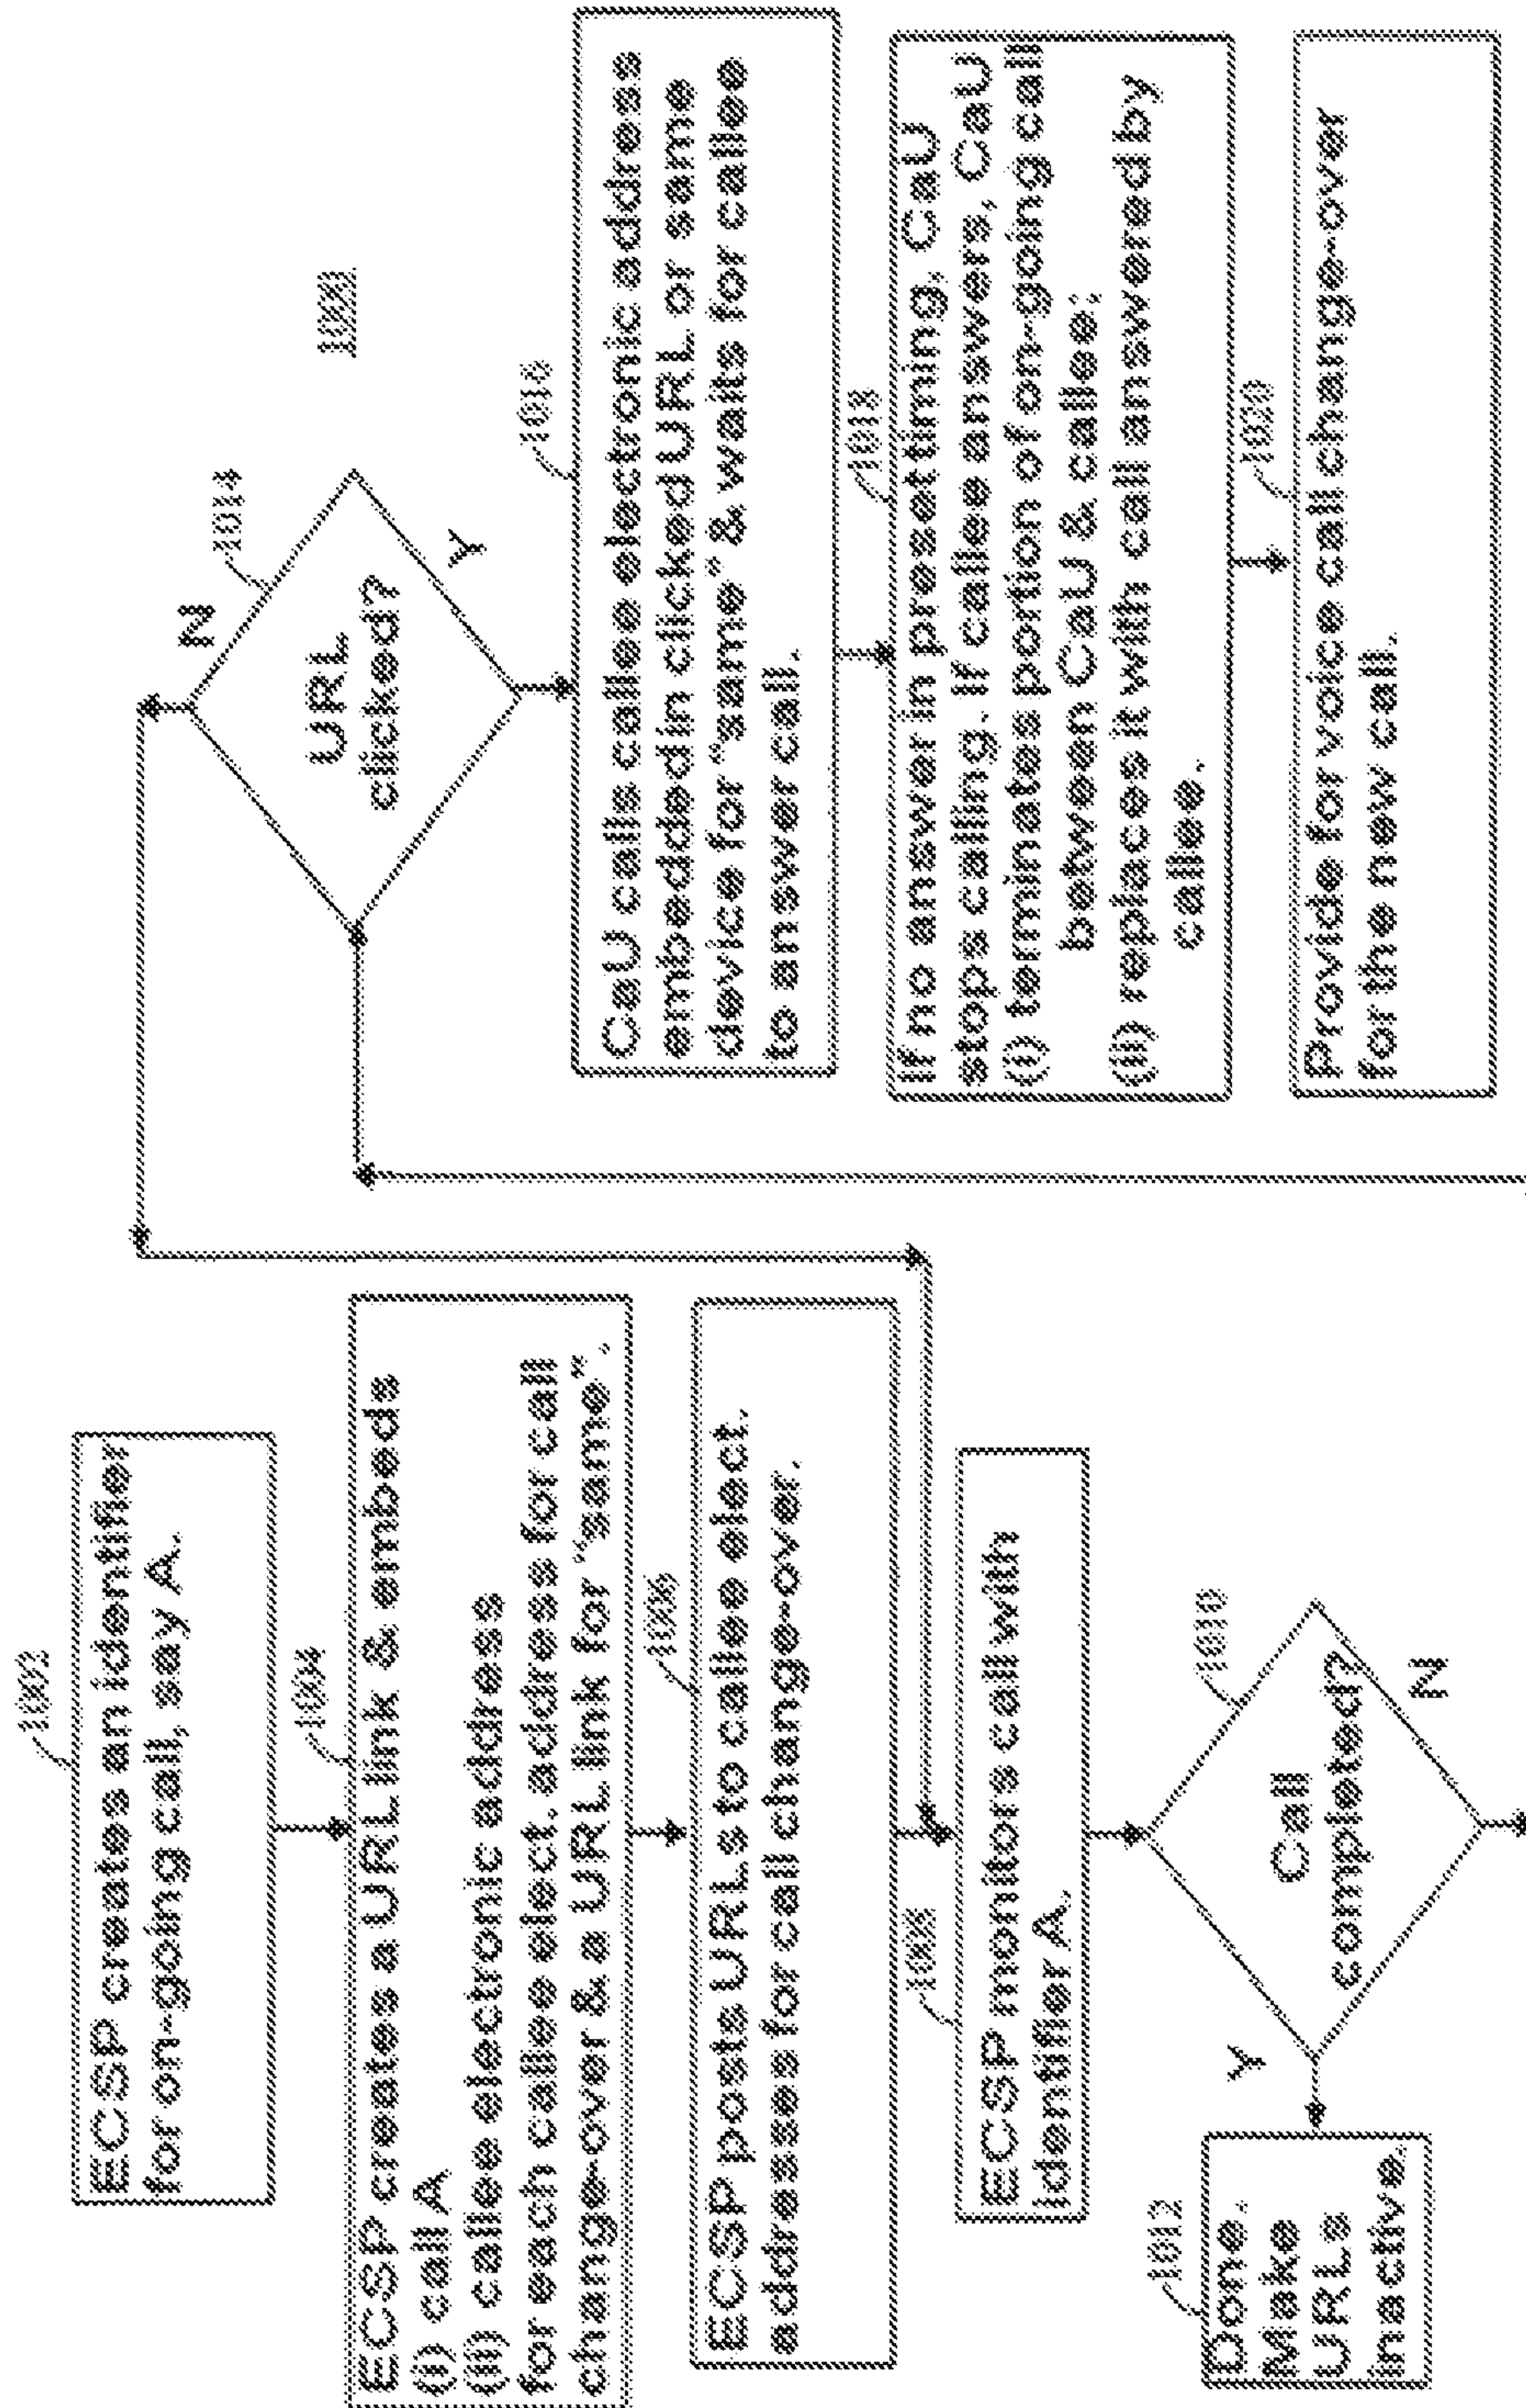 1002
ECSP creates an identifier
for on-going call, say A.
1004
ECSP creates a URL link & embeds
(i) call A
(ii) callee electronic address
for each callee elect. address for call
change-over & a URL link for "same".
1006
ECSP posts URLs to callee elect.
addresses for call change-over.
1008
ECSP monitors call with
identifier A.
1010
Call
completed?
Y
N
1012
Done.
Make
URLs
inactive.
1000
1014
URL
clicked?
N
Y
1016
CaU calls callee electronic address
embedded in clicked URL or same
device for "same" & waits for callee
to answer call.
1018
If no answer in preset timing, CaU
stops calling. If callee answers, CaU
(i) terminates portion of on-going call
between CaU & callee;
(ii) replaces it with call answered by
callee.
1020
Provide for voice call change-over
for the new call.